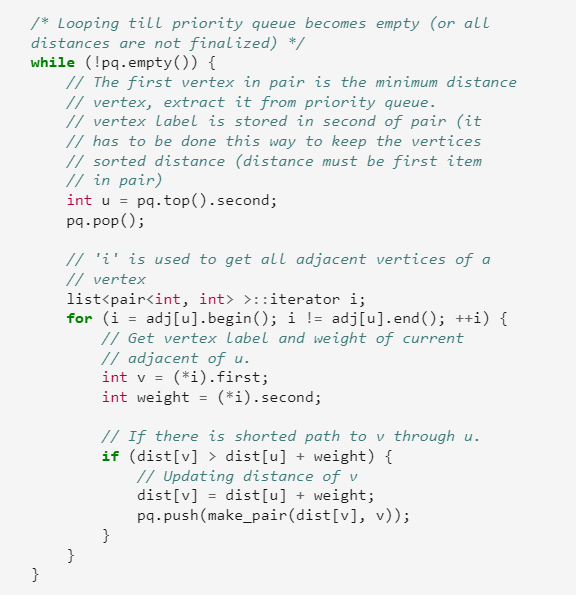 /* Looping till priority queue becomes empty (or all
distances are not finalized) */
while (!pq.empty()) {
    // The first vertex in pair is the minimum distance
    // vertex, extract it from priority queue.
    // vertex label is stored in second of pair (it
    // has to be done this way to keep the vertices
    // sorted distance (distance must be first item
    // in pair)
    int u = pq.top().second;
    pq.pop();

    // 'i' is used to get all adjacent vertices of a
    // vertex
    list<pair<int, int> >::iterator i;
    for (i = adj[u].begin(); i != adj[u].end(); ++i) {
        // Get vertex label and weight of current
        // adjacent of u.
        int v = (*i).first;
        int weight = (*i).second;

        // If there is shorted path to v through u.
        if (dist[v] > dist[u] + weight) {
            // Updating distance of v
            dist[v] = dist[u] + weight;
            pq.push(make_pair(dist[v], v));
        }
    }
}